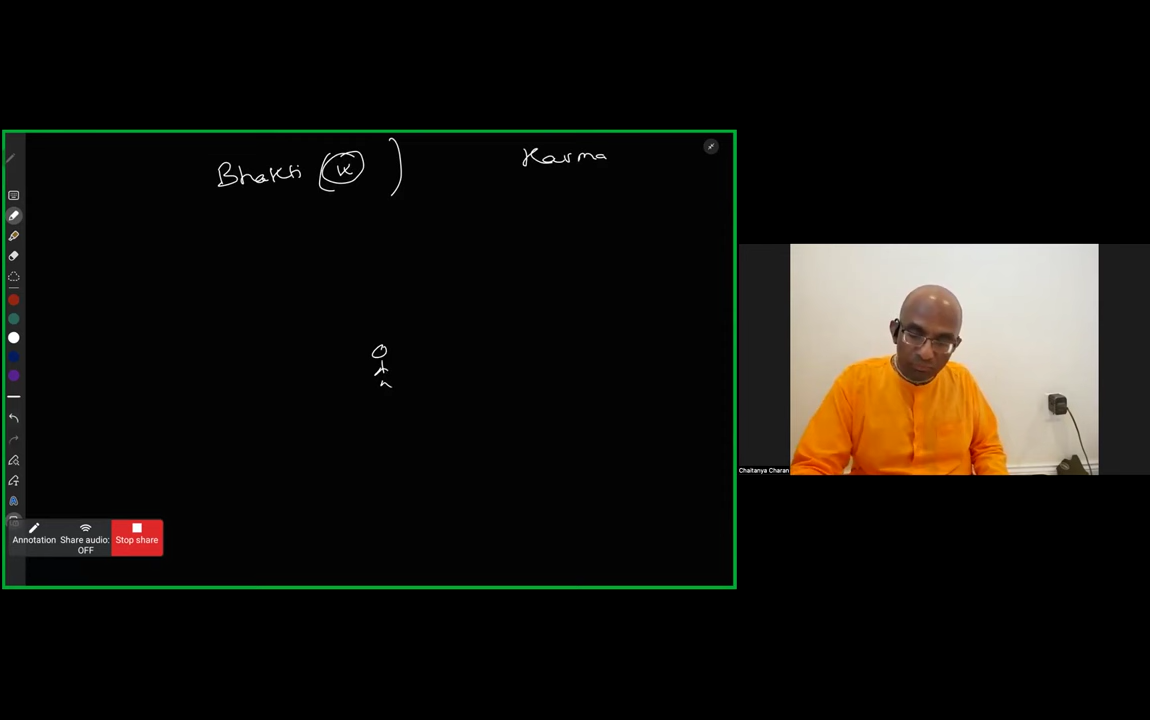 Bhakti (K) Karma
Chaitanya Charan
Annotation Share audio: OFF Stop share